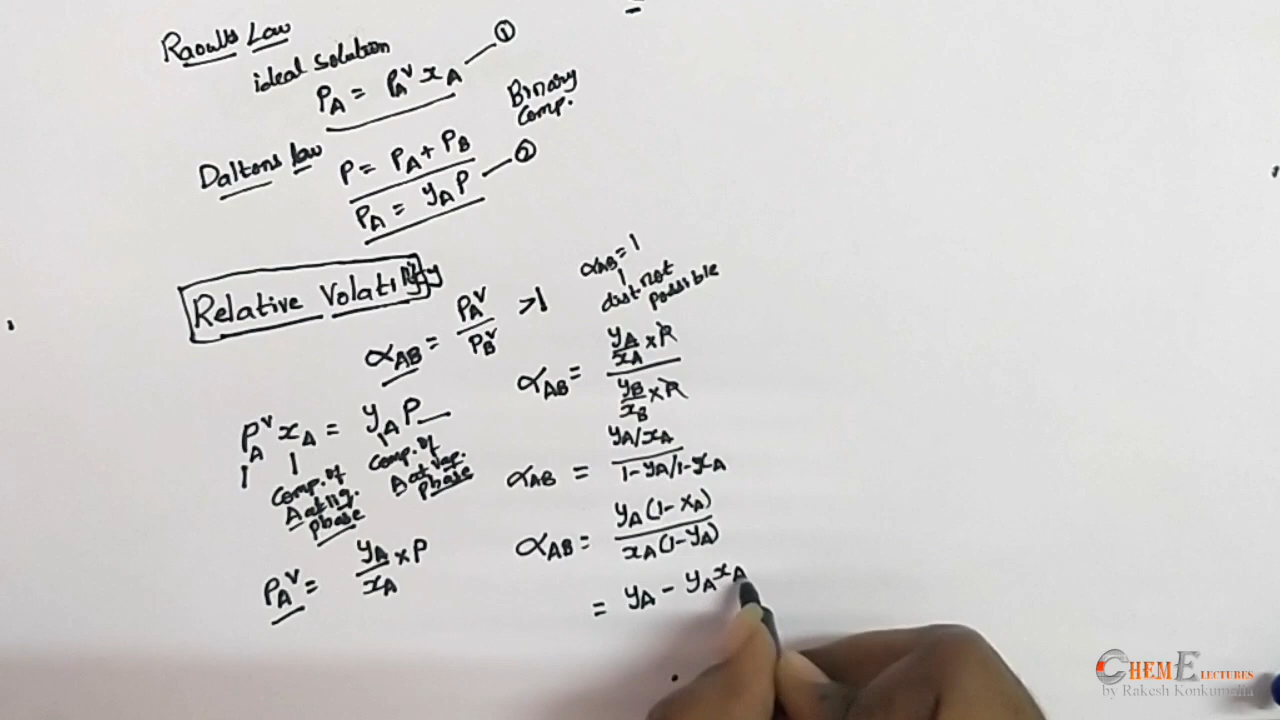 Raoults Law
ideal solution
P_A = P_A^V x_A — ①
Binary
comp.
Daltons law
P = P_A + P_B
P_A = y_A P — ②
Relative Volatility
α_AB = P_A^V / P_B^V >1
α_AB = 1
dist not
possible
α_AB = (y_A/x_A × P) / (y_B/x_B × P)
P_A^V x_A = y_A P
Comp. of
A at liq.
phase
Comp. of
A at vap.
phase
α_AB = (y_A/x_A) / (1-y_A/1-x_A)
α_AB = y_A(1-x_A) / x_A(1-y_A)
P_A^V = y_A/x_A × P
= y_A - y_A x_A
CHEME LECTURES
by Rakesh Konkumalla